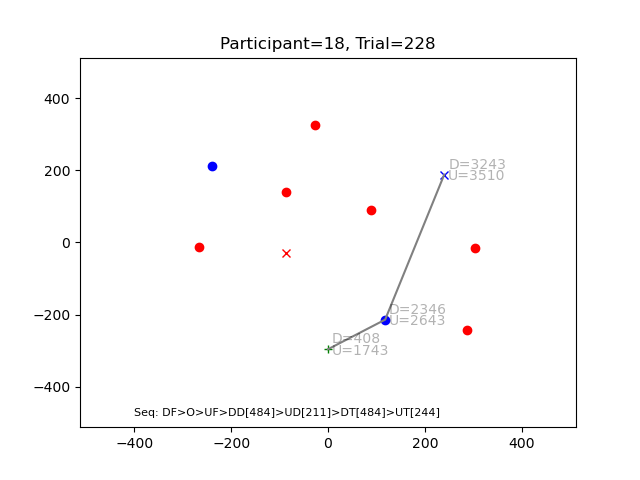 Participant=18, Trial=228
400
200
0
−200
−400
D=3243
U=3510
D=2346
U=2643
D=408
U=1743
Seq: DF>O>UF>DD[484]>UD[211]>DT[484]>UT[244]
−400 −200 0 200 400